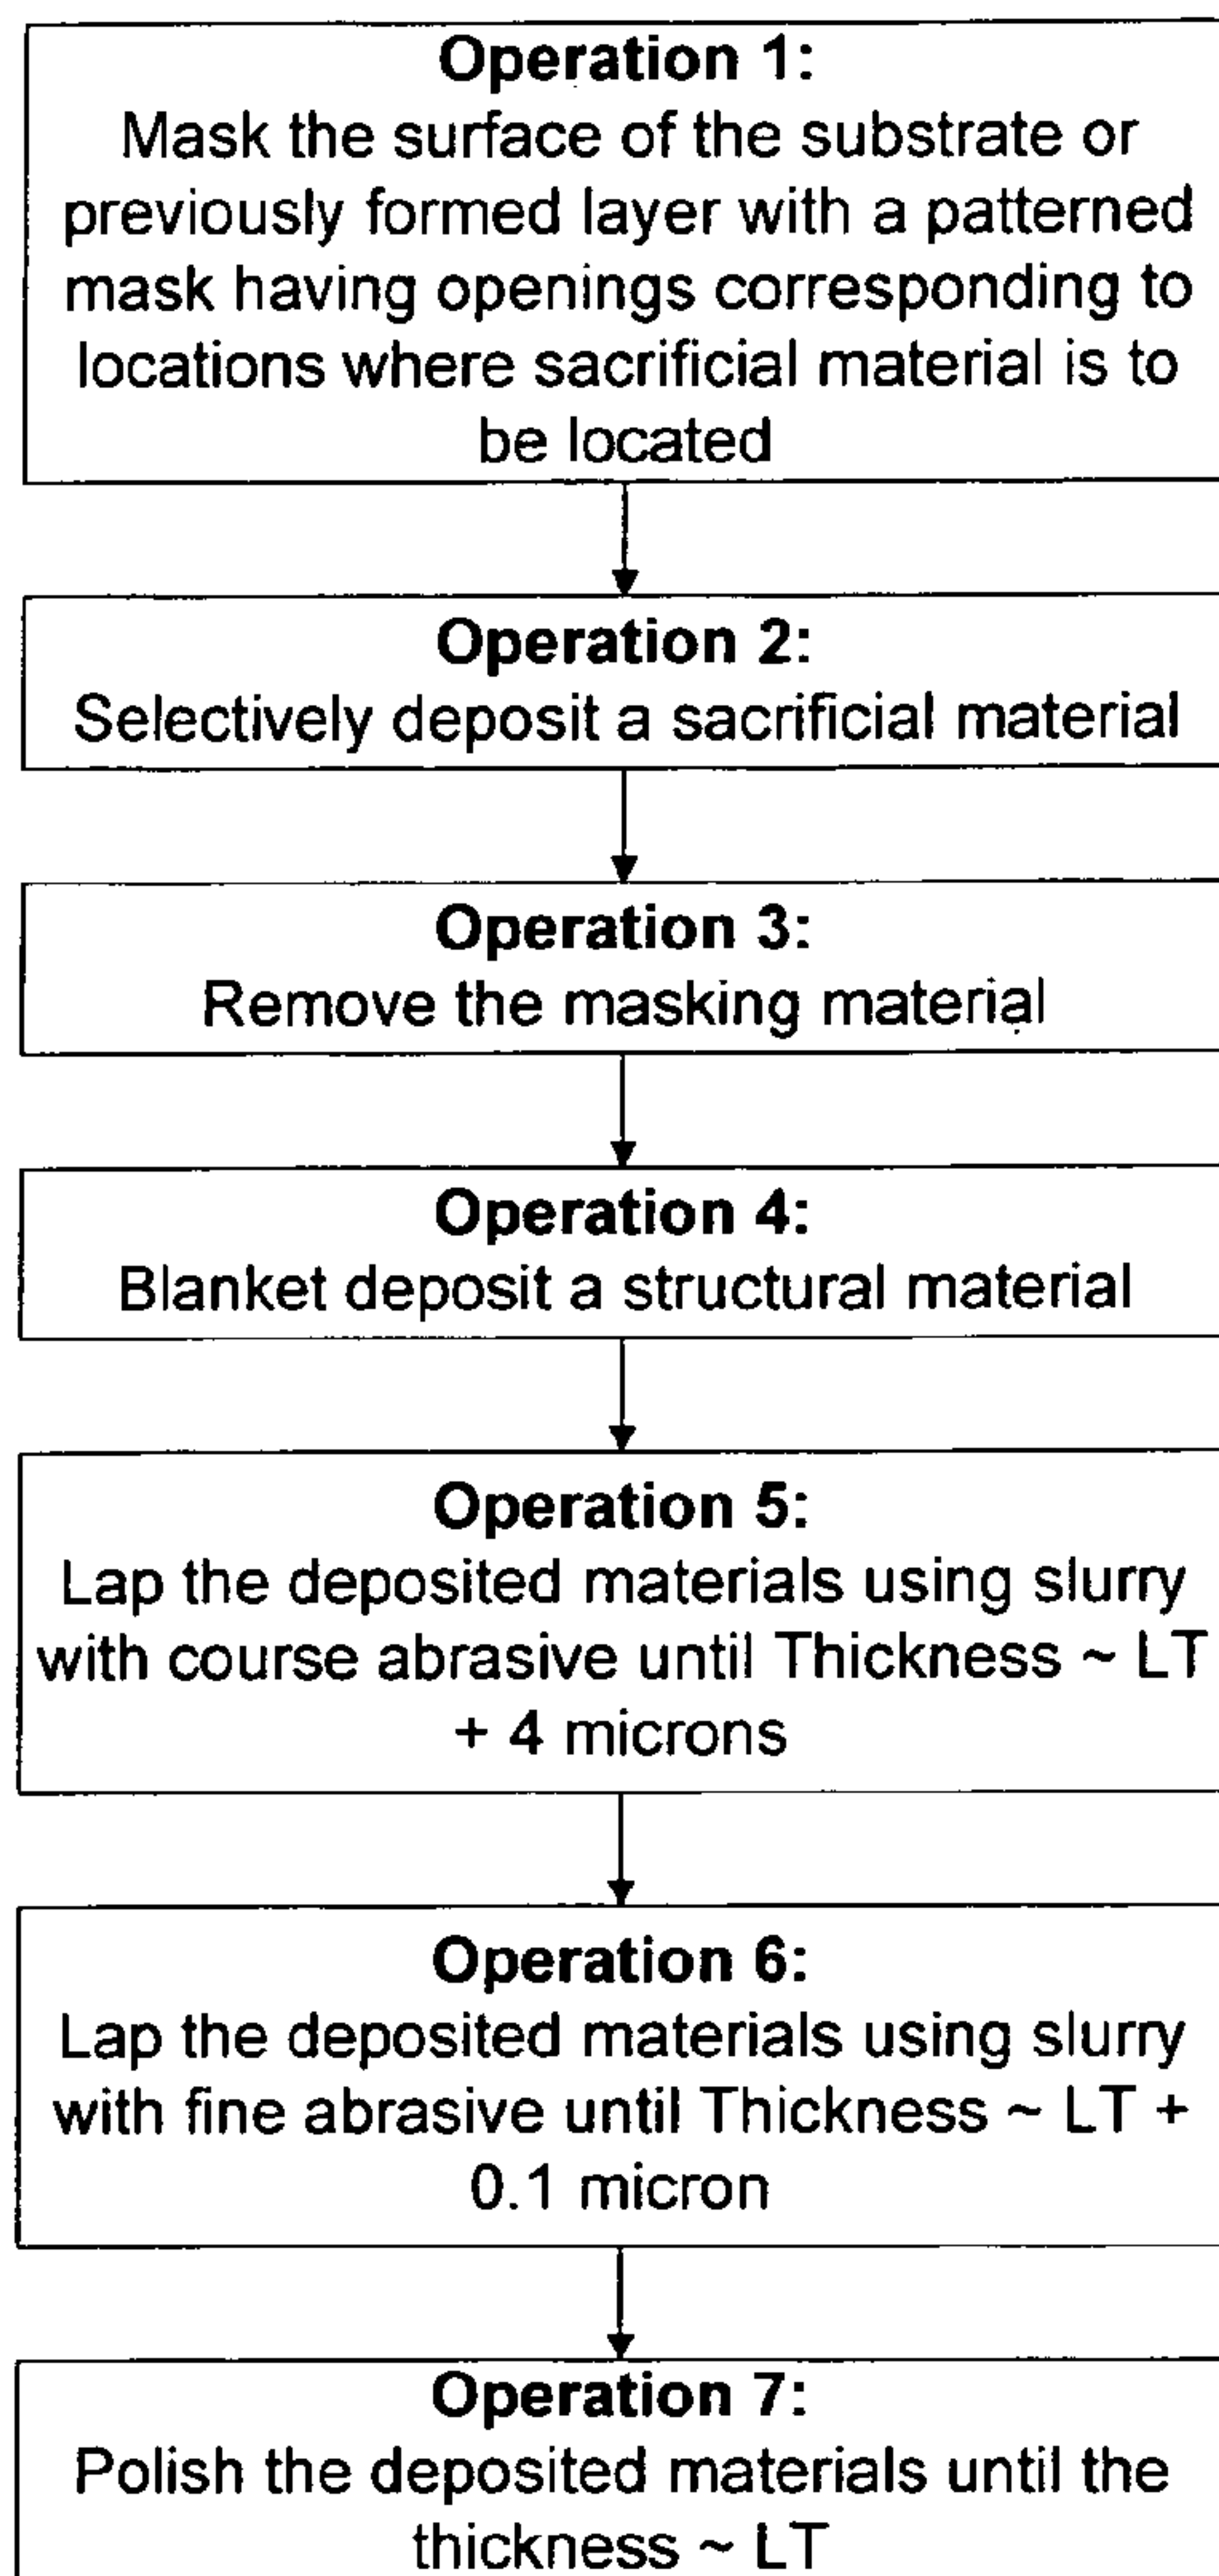 Operation 1:
Mask the surface of the substrate or
previously formed layer with a patterned
mask having openings corresponding to
locations where sacrificial material is to
be located
Operation 2:
Selectively deposit a sacrificial material
Operation 3:
Remove the masking material
Operation 4:
Blanket deposit a structural material
Operation 5:
Lap the deposited materials using slurry
with course abrasive until Thickness ~ LT
+ 4 microns
Operation 6:
Lap the deposited materials using slurry
with fine abrasive until Thickness ~ LT +
0.1 micron
Operation 7:
Polish the deposited materials until the
thickness ~ LT